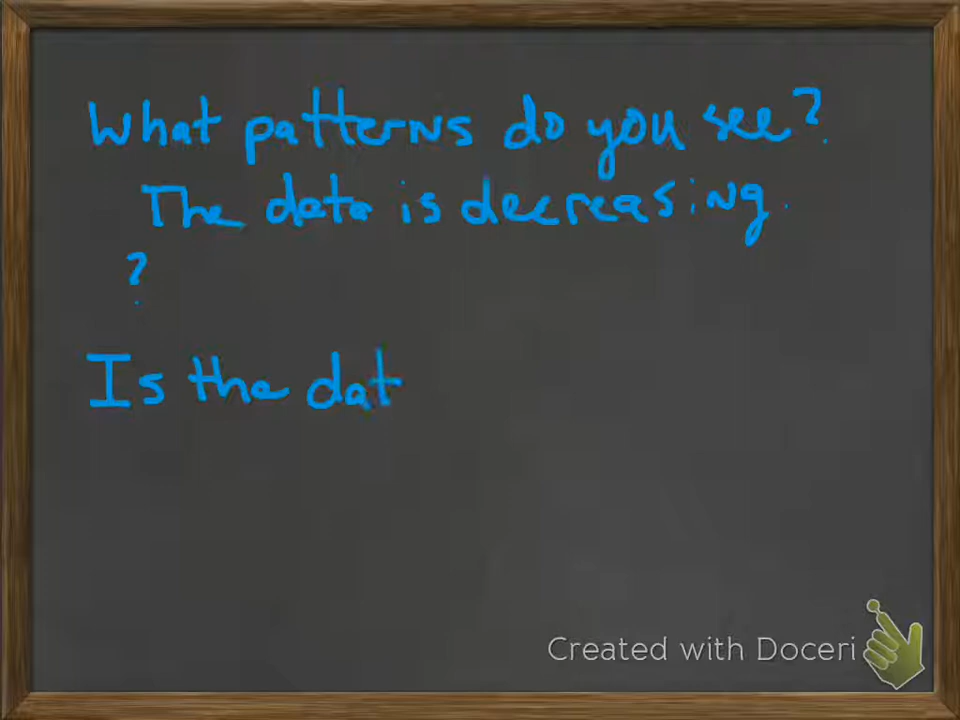 What patterns do you see?
The data is decreasing.
?
Is the dat
Created with Doceri